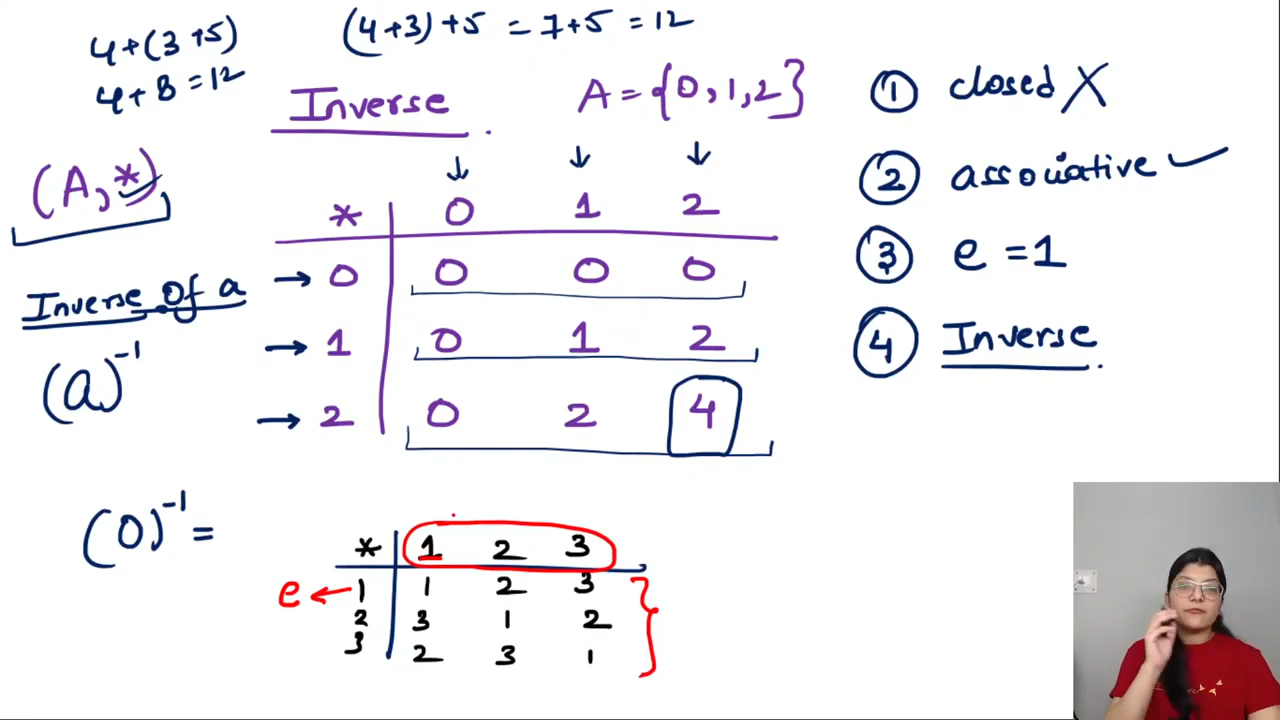 4+(3+5)
4+8=12
(4+3)+5 = 7+5 = 12
Inverse.
A = {0, 1, 2}
(A, *)
* 0 1 2
→ 0 0 0 0
→ 1 0 1 2
→ 2 0 2 4
Inverse of a
(a)⁻¹
(0)⁻¹ =
① closed X
② associative ✓
③ e = 1
④ Inverse.
* 1 2 3
e ← 1 1 2 3
2 3 1 2
3 2 3 1